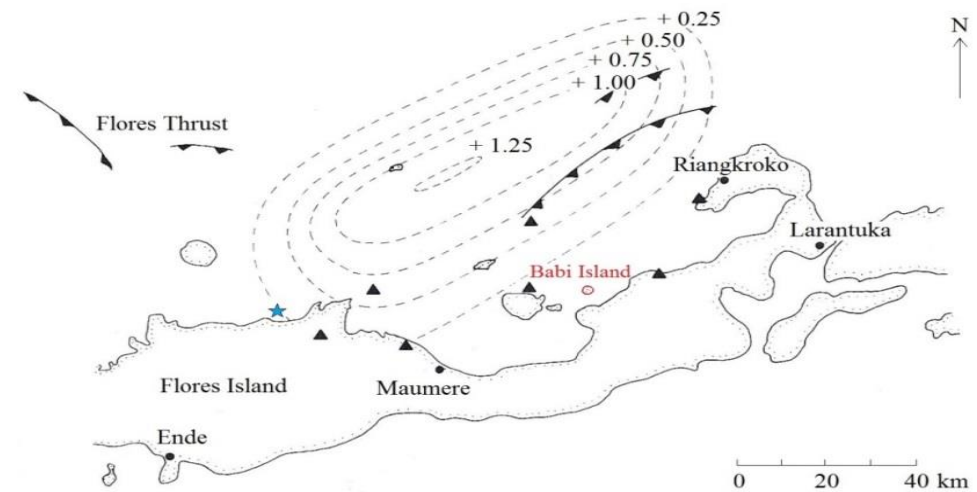 + 0.25
N
+ 0.50
+ 0.75
+ 1.00
Flores Thrust
+ 1.25
Riangkroko
Larantuka
Babi Island
Flores Island
Maumere
Ende
0 20 40 km